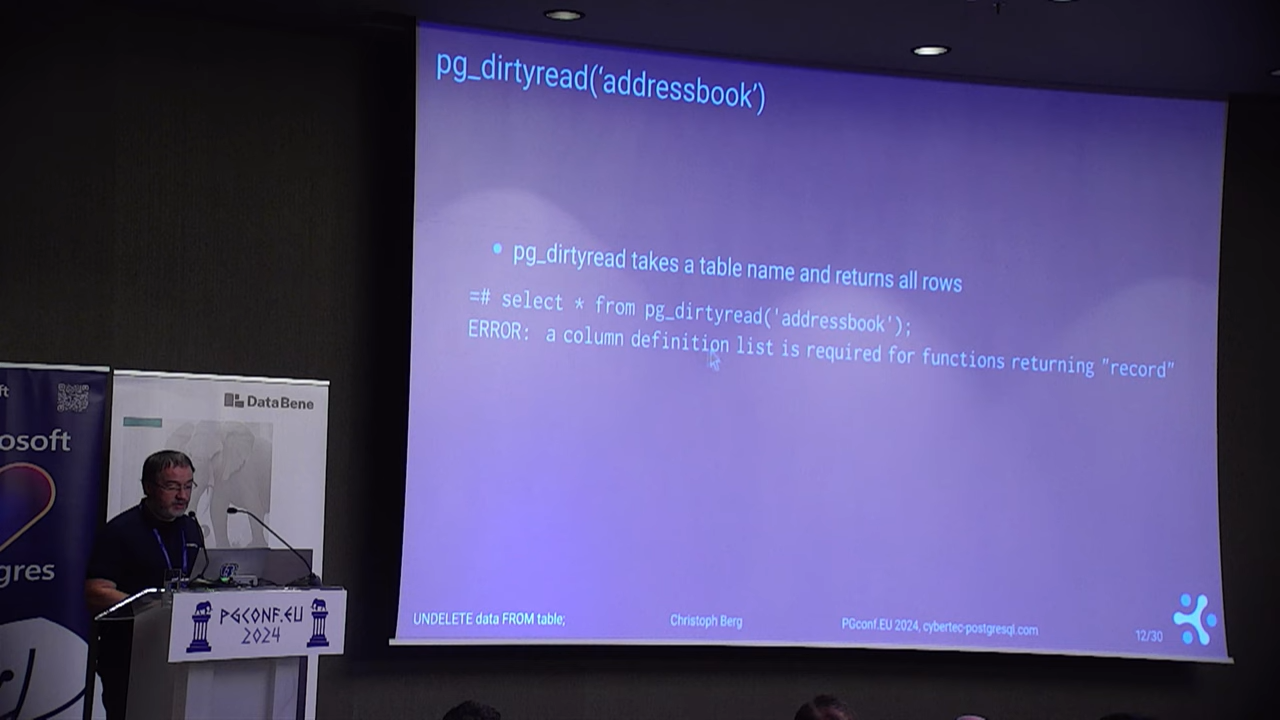 pg_dirtyread('addressbook')
• pg_dirtyread takes a table name and returns all rows
=# select * from pg_dirtyread('addressbook');
ERROR:  a column definition list is required for functions returning "record"
UNDELETE data FROM table;
Christoph Berg
PGconf.EU 2024, cybertec-postgresql.com
12/30
ft
osoft
gres
DataBene
PGCONF.EU
2024